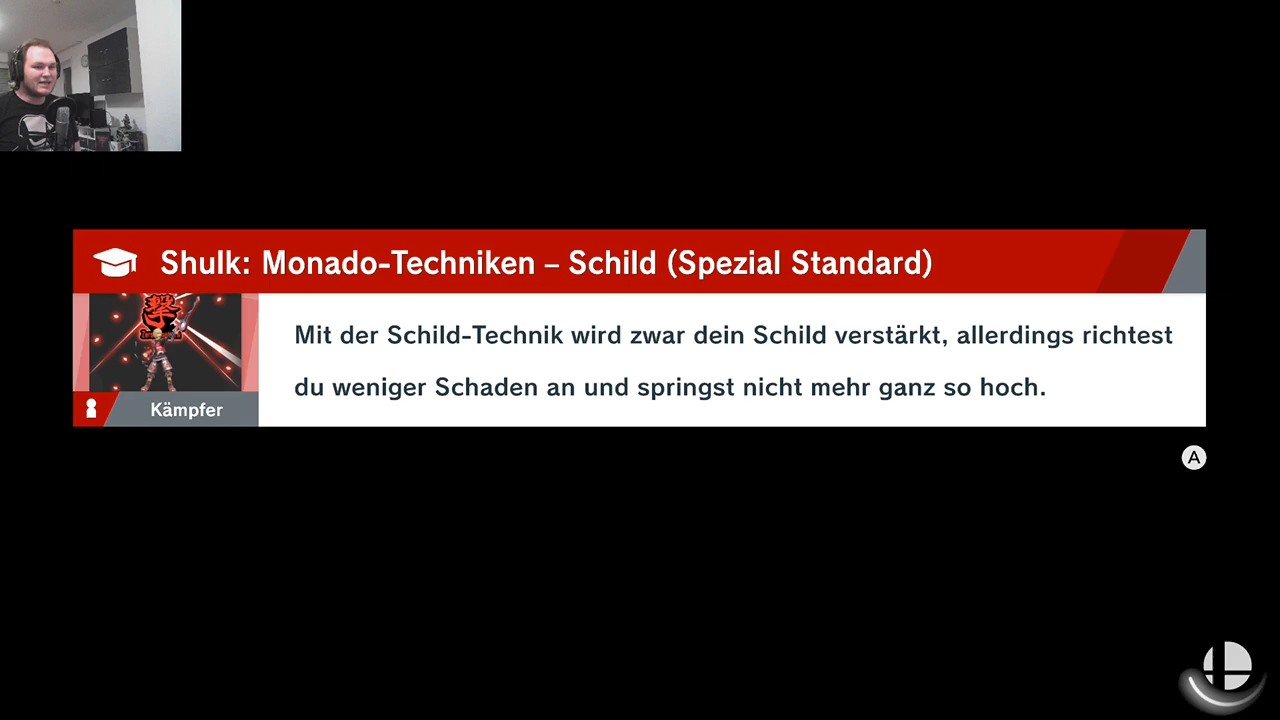 Shulk: Monado-Techniken – Schild (Spezial Standard)
撃
Mit der Schild-Technik wird zwar dein Schild verstärkt, allerdings richtest
du weniger Schaden an und springst nicht mehr ganz so hoch.
Kämpfer
A